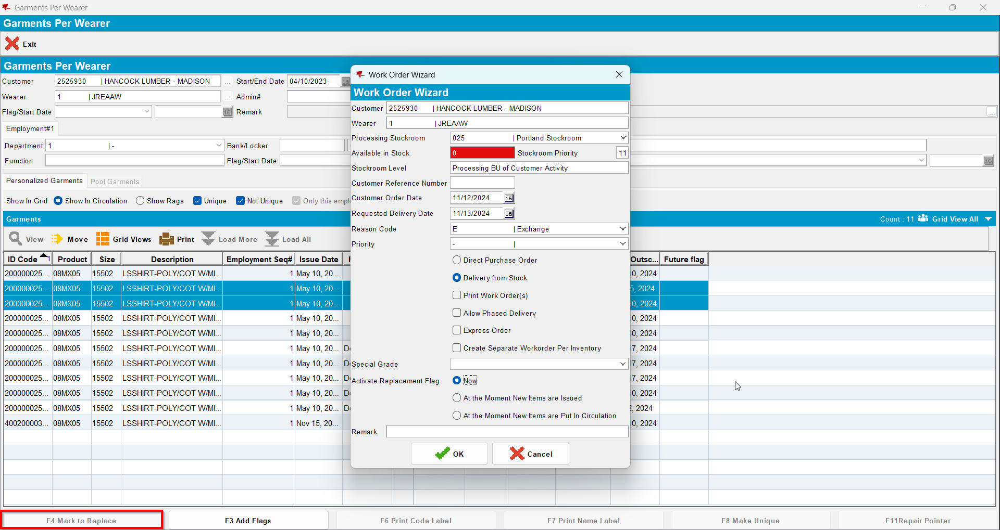 Garments Per Wearer
Garments Per Wearer
Exit
Garments Per Wearer
Customer 2525930 | HANCOCK LUMBER - MADISON ... Start/End Date 04/10/2023
Wearer 1 | JREAAW ... Admin#
Flag/Start Date Remark ...
Employment#1
Department 1 | - Bank/Locker
Function Flag/Start Date
Personalized Garments Pool Garments
Show In Grid Show In Circulation Show Rags Unique Not Unique Only this empl
Garments Count : 11 Grid View All
View Move Grid Views Print Load More Load All
ID Code 1 Product Size Description Employment Seq# Issue Date Outsc... Future flag
200000025... 08MX05 15502 LSSHIRT-POLY/COT W/MI... 1 May 10, 20... 0, 2024
200000025... 08MX05 15502 LSSHIRT-POLY/COT W/MI... 1 May 10, 20... 5, 2024
200000025... 08MX05 15502 LSSHIRT-POLY/COT W/MI... 1 May 10, 20... 0, 2024
200000025... 08MX05 15502 LSSHIRT-POLY/COT W/MI... 1 May 10, 20... 0, 2024
200000025... 08MX05 15502 LSSHIRT-POLY/COT W/MI... 1 May 10, 20... 0, 2024
200000025... 08MX05 15502 LSSHIRT-POLY/COT W/MI... 1 May 10, 20... 7, 2024
200000025... 08MX05 15502 LSSHIRT-POLY/COT W/MI... 1 May 10, 20... 7, 2024
200000025... 08MX05 15502 LSSHIRT-POLY/COT W/MI... 1 May 10, 20... 7, 2024
200000025... 08MX05 15502 LSSHIRT-POLY/COT W/MI... 1 May 10, 20... 0, 2024
200000025... 08MX05 15502 LSSHIRT-POLY/COT W/MI... 1 May 10, 20... 2, 2024
400200003... 08MX05 15502 LSSHIRT-POLY/COT W/MI... 1 Nov 15, 20... 0, 2024
Work Order Wizard
Work Order Wizard
Customer 2525930 | HANCOCK LUMBER - MADISON
Wearer 1 | JREAAW
Processing Stockroom 025 | Portland Stockroom
Available in Stock 0 Stockroom Priority 11
Stockroom Level Processing BU of Customer Activity
Customer Reference Number
Customer Order Date 11/12/2024
Requested Delivery Date 11/13/2024
Reason Code E | Exchange
Priority - |
Direct Purchase Order
Delivery from Stock
Print Work Order(s)
Allow Phased Delivery
Express Order
Create Separate Workorder Per Inventory
Special Grade
Activate Replacement Flag Now
At the Moment New Items are Issued
At the Moment New Items are Put In Circulation
Remark
OK Cancel
F4 Mark to Replace F3 Add Flags F6 Print Code Label F7 Print Name Label F8 Make Unique F11Repair Pointer